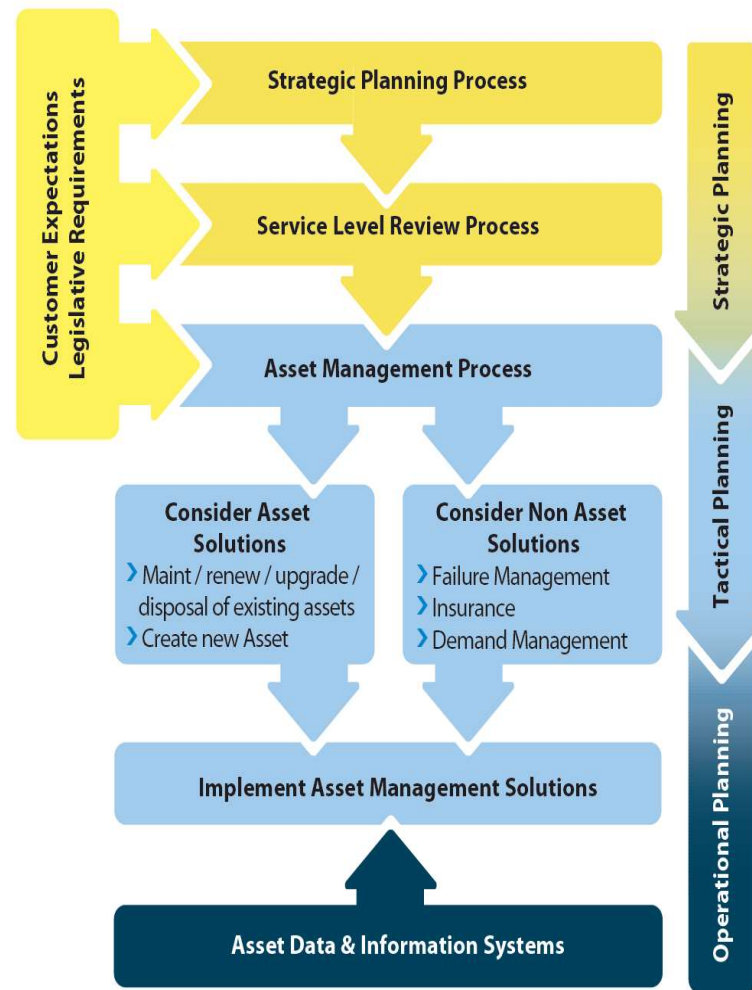 Customer Expectations
Legislative Requirements
Strategic Planning Process
Service Level Review Process
Asset Management Process
Consider Asset
Solutions
❯ Maint / renew / upgrade /
disposal of existing assets
❯ Create new Asset
Consider Non Asset
Solutions
❯ Failure Management
❯ Insurance
❯ Demand Management
Implement Asset Management Solutions
Asset Data & Information Systems
Strategic Planning
Tactical Planning
Operational Planning